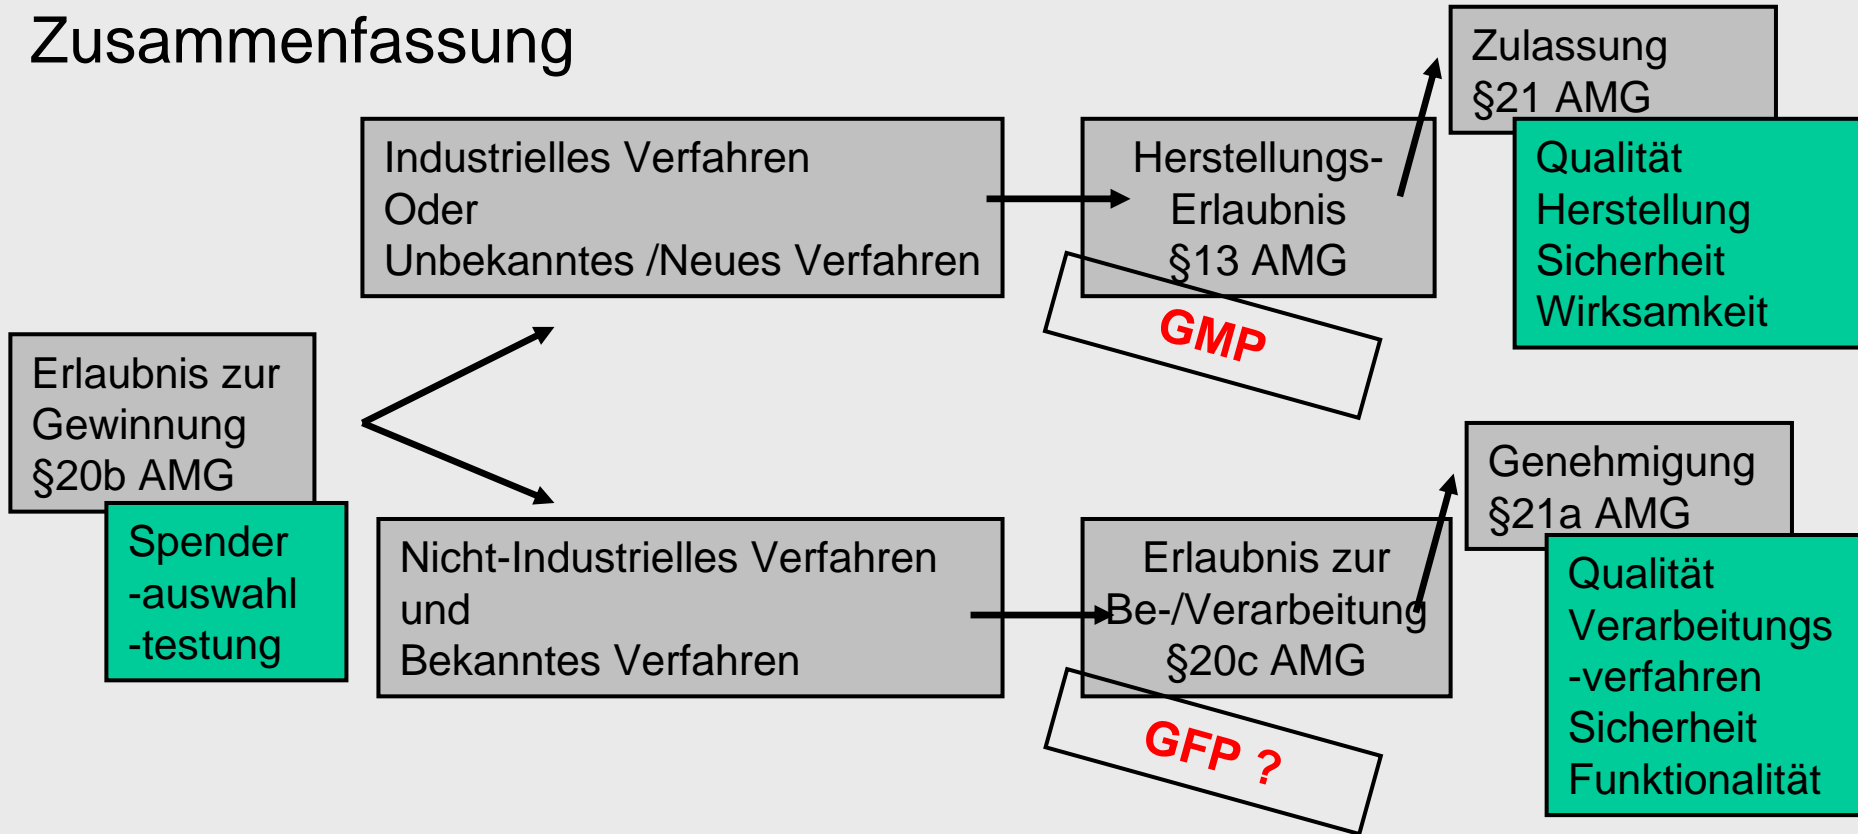 Zusammenfassung
Zulassung
§21 AMG
Qualität
Herstellung
Sicherheit
Wirksamkeit
Industrielles Verfahren
Oder
Unbekanntes /Neues Verfahren
Herstellungs-
Erlaubnis
§13 AMG
GMP
Erlaubnis zur
Gewinnung
§20b AMG
Spender
-auswahl
-testung
Nicht-Industrielles Verfahren
und
Bekanntes Verfahren
Erlaubnis zur
Be-/Verarbeitung
§20c AMG
GFP ?
Genehmigung
§21a AMG
Qualität
Verarbeitungs
-verfahren
Sicherheit
Funktionalität